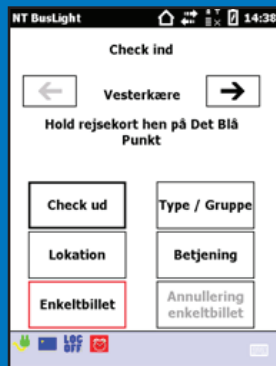 NT BusLight 14:38
Check ind
Vesterkære
Hold rejsekort hen på Det Blå
Punkt
Check ud Type / Gruppe
Lokation Betjening
Enkeltbillet Annullering
enkeltbillet
LOG
OFF